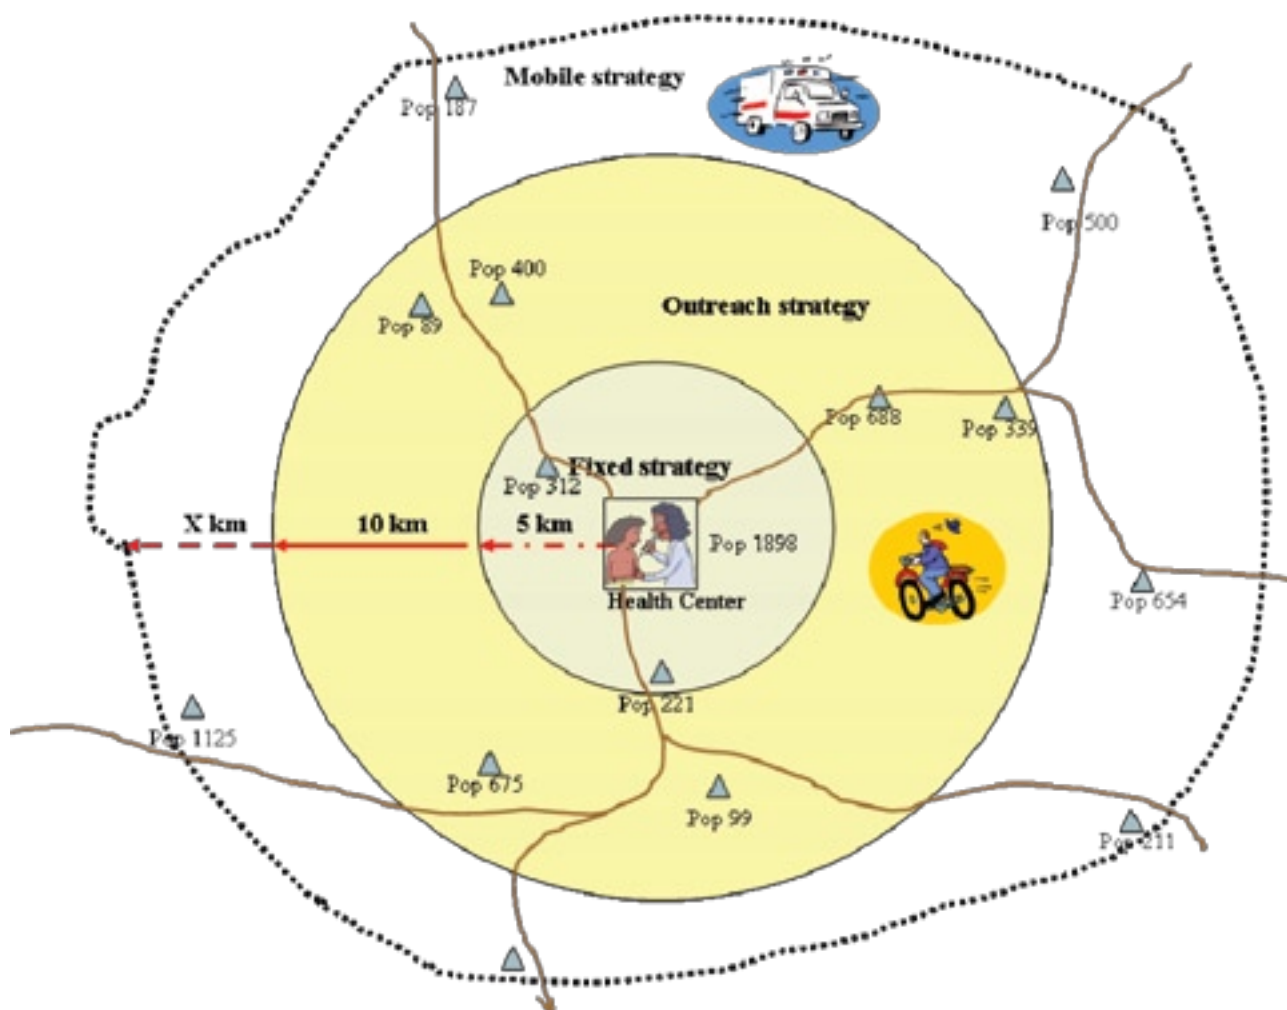 Mobile strategy
Pop 187
Pop 500
Pop 400
Outreach strategy
Pop 89
Pop 688
Pop 339
Fixed strategy
Pop 312
X km
10 km
5 km
Pop 1898
Health Center
Pop 654
Pop 221
Pop 1125
Pop 675
Pop 99
Pop 211